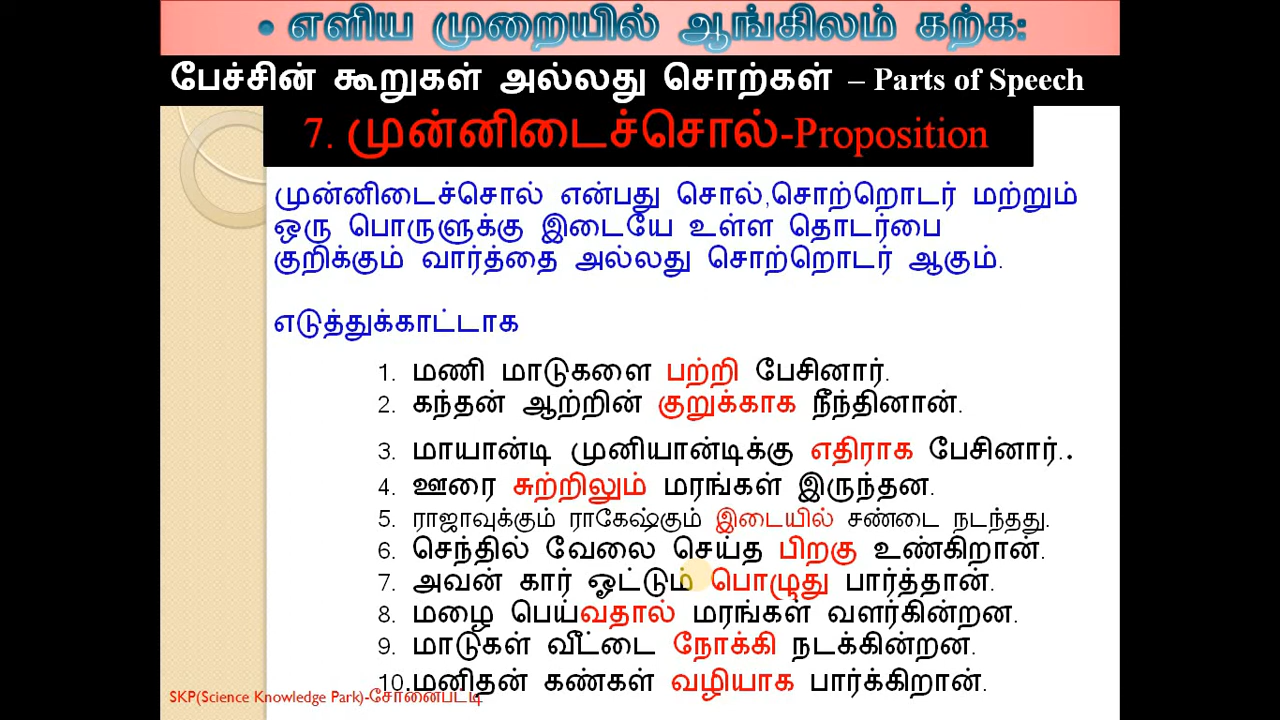 • எளிய முறையில் ஆங்கிலம் கற்க:
பேச்சின் கூறுகள் அல்லது சொற்கள் – Parts of Speech
7. முன்னிடைச்சொல்-Proposition
முன்னிடைச்சொல் என்பது சொல்,சொற்றொடர் மற்றும்
ஒரு பொருளுக்கு இடையே உள்ள தொடர்பை
குறிக்கும் வார்த்தை அல்லது சொற்றொடர் ஆகும்.
எடுத்துக்காட்டாக
1. மணி மாடுகளை பற்றி பேசினார்.
2. கந்தன் ஆற்றின் குறுக்காக நீந்தினான்.
3. மாயான்டி முனியான்டிக்கு எதிராக பேசினார்..
4. ஊரை சுற்றிலும் மரங்கள் இருந்தன.
5. ராஜாவுக்கும் ராகேஷ்கும் இடையில் சண்டை நடந்தது.
6. செந்தில் வேலை செய்த பிறகு உண்கிறான்.
7. அவன் கார் ஓட்டும் பொழுது பார்த்தான்.
8. மழை பெய்வதால் மரங்கள் வளர்கின்றன.
9. மாடுகள் வீட்டை நோக்கி நடக்கின்றன.
10.மனிதன் கண்கள் வழியாக பார்க்கிறான்.
SKP(Science Knowledge Park)-சோனைபட்டி